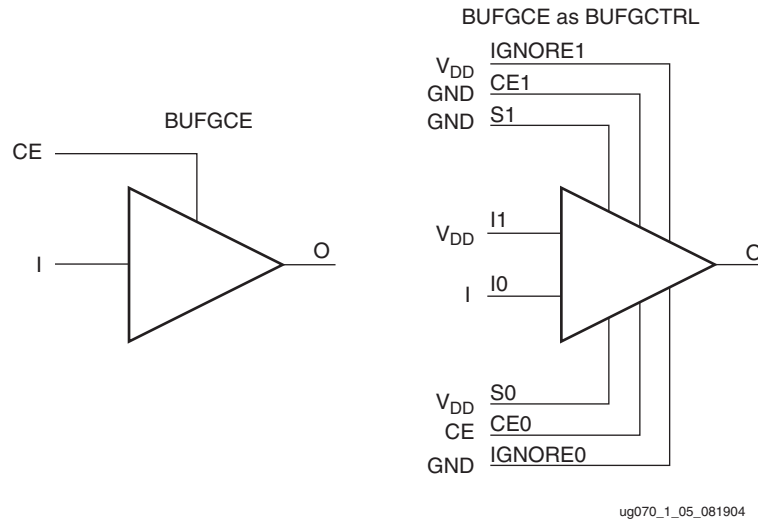 BUFGCE as BUFGCTRL
VDD IGNORE1
GND CE1
GND S1
BUFGCE
CE
VDD I1
I O
I I0
O
VDD S0
CE CE0
GND IGNORE0
ug070_1_05_081904